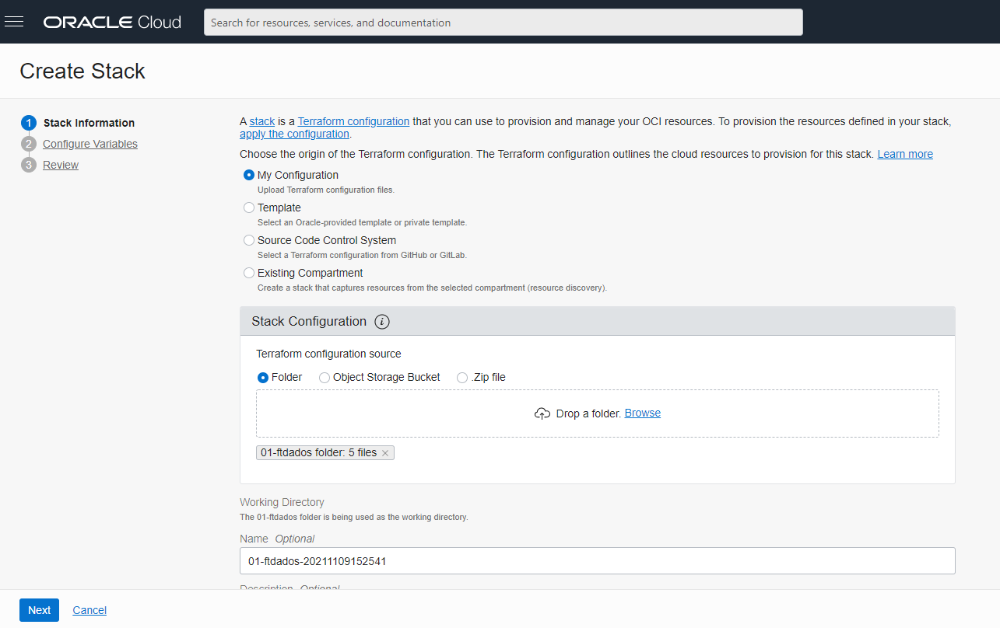 ORACLE Cloud
Search for resources, services, and documentation
Create Stack
1 Stack Information
2 Configure Variables
3 Review
A stack is a Terraform configuration that you can use to provision and manage your OCI resources. To provision the resources defined in your stack,
apply the configuration.
Choose the origin of the Terraform configuration. The Terraform configuration outlines the cloud resources to provision for this stack. Learn more
My Configuration
Upload Terraform configuration files.
Template
Select an Oracle-provided template or private template.
Source Code Control System
Select a Terraform configuration from GitHub or GitLab.
Existing Compartment
Create a stack that captures resources from the selected compartment (resource discovery).
Stack Configuration i
Terraform configuration source
Folder Object Storage Bucket .Zip file
Drop a folder. Browse
01-ftdados folder: 5 files ×
Working Directory
The 01-ftdados folder is being used as the working directory.
Name Optional
01-ftdados-20211109152541
Description Optional
Next Cancel